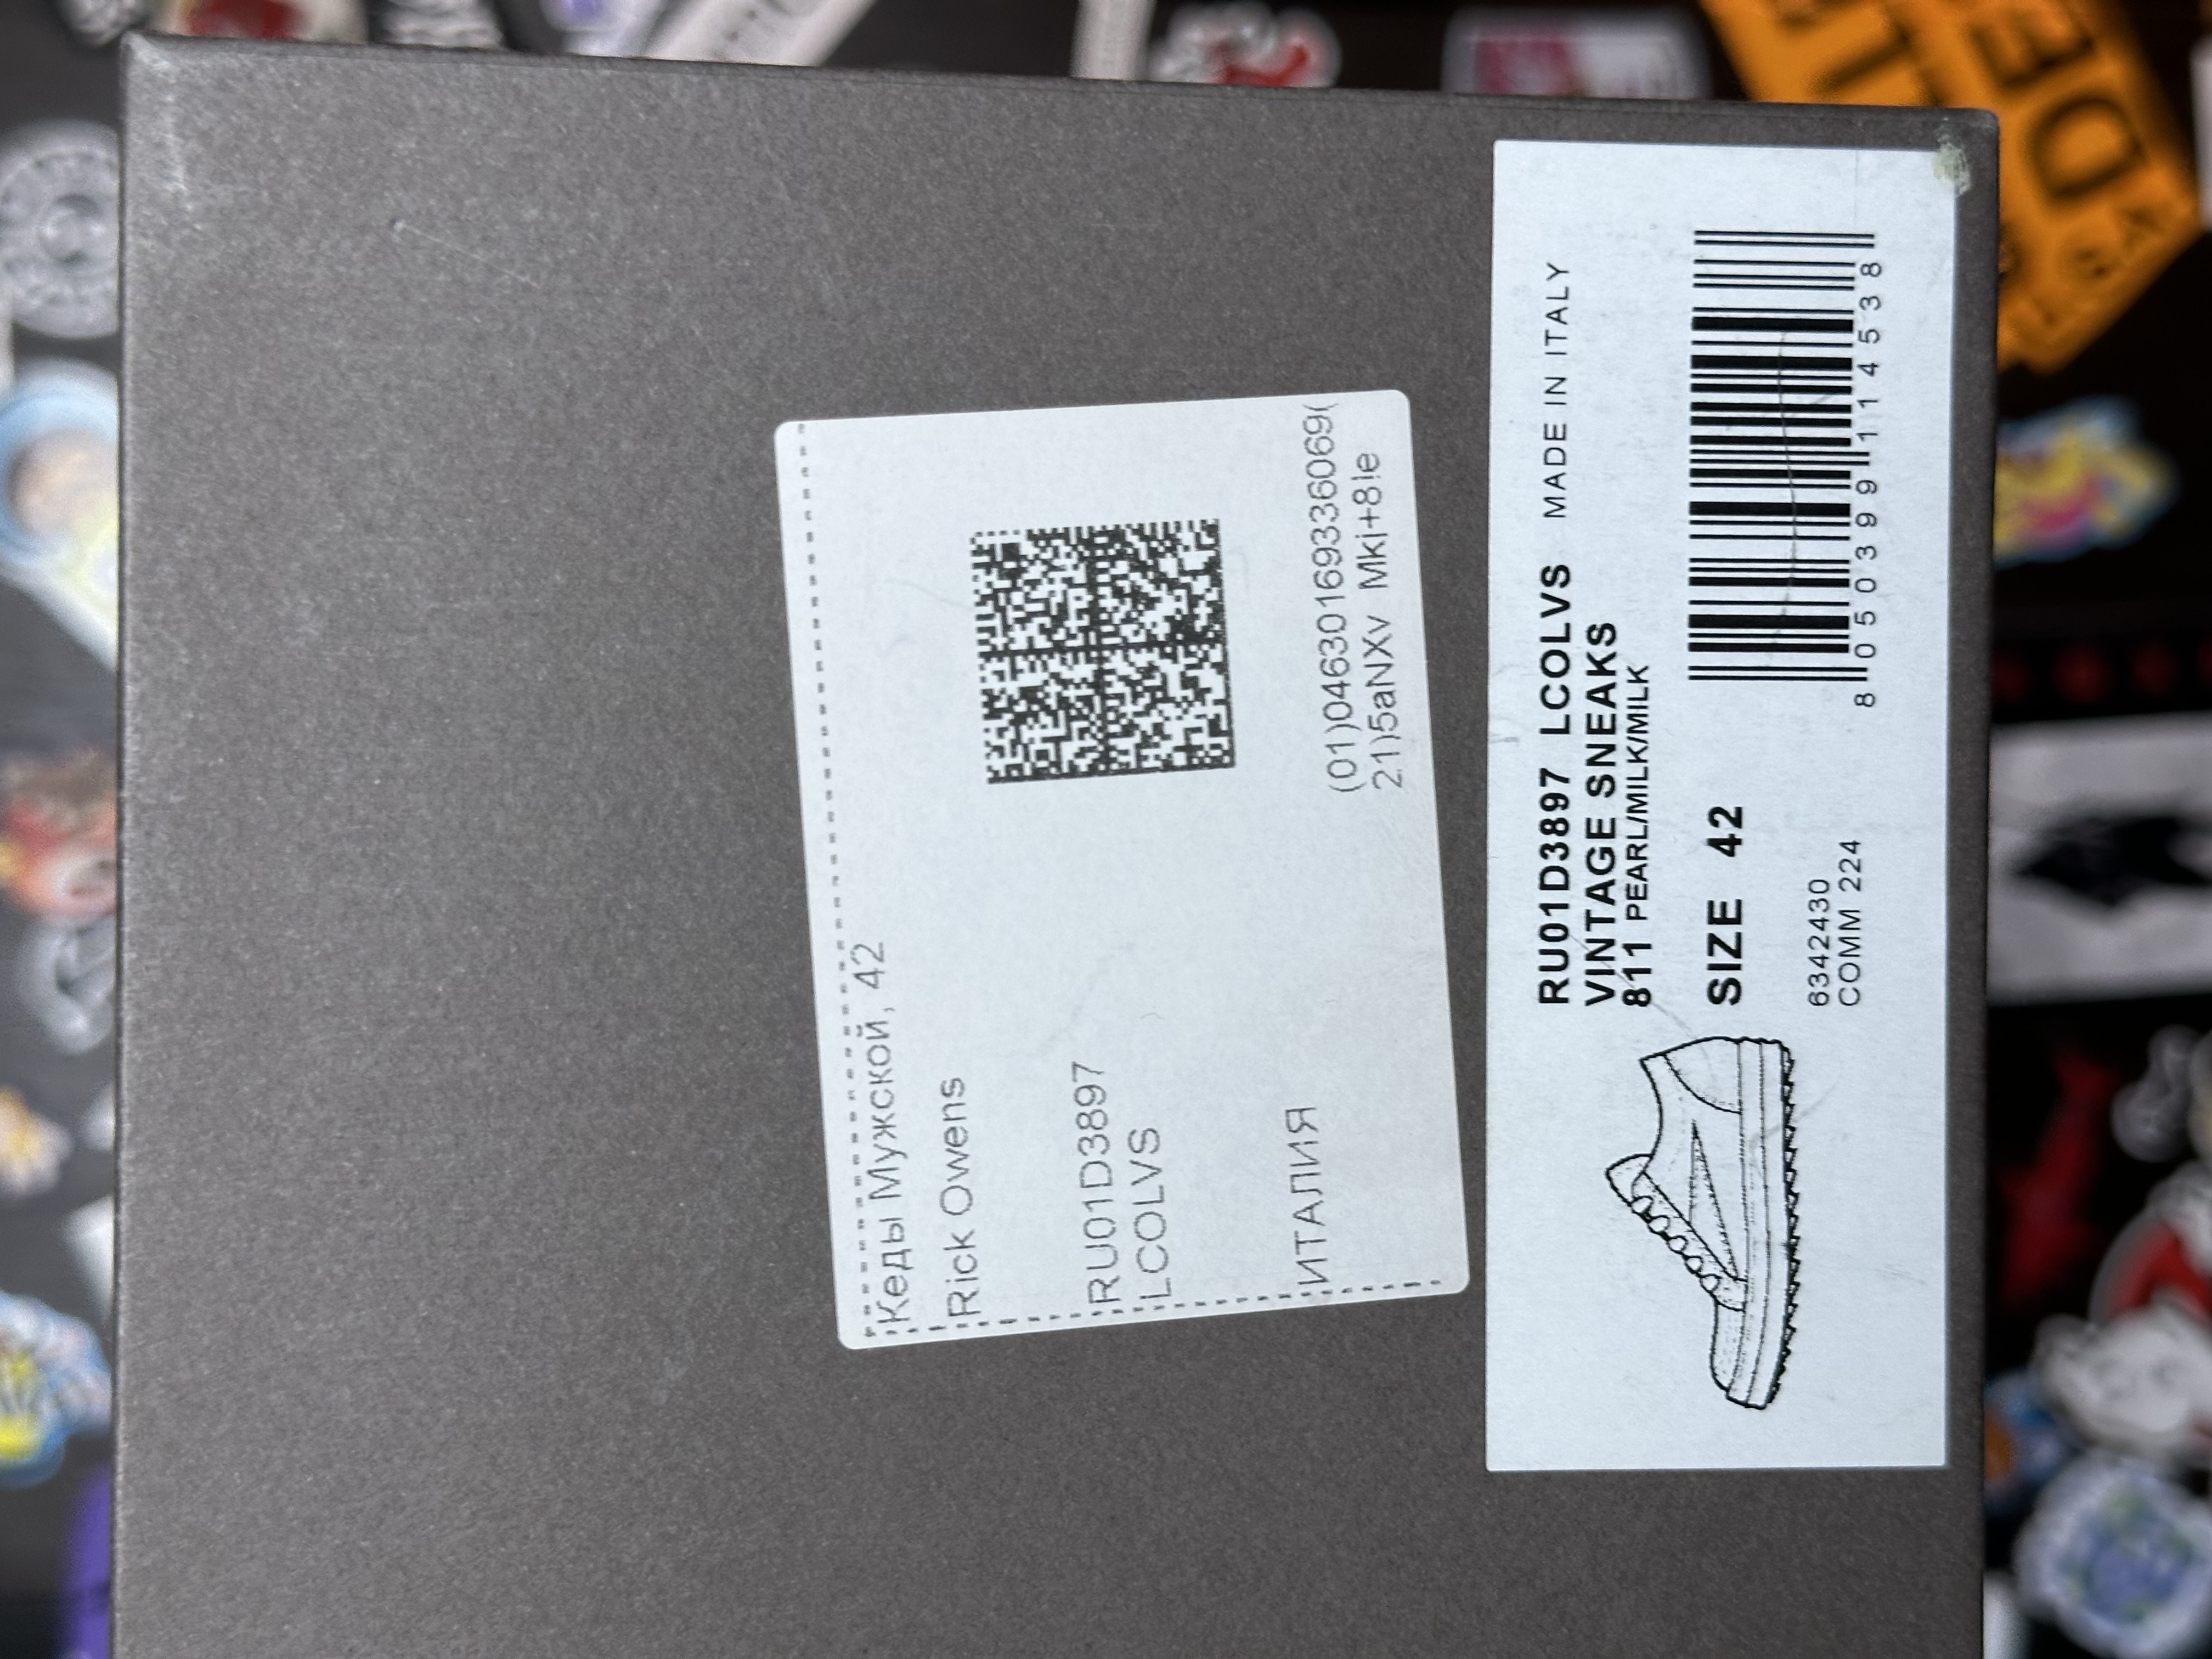 Кеды Мужской, 42
Rick Owens
RU01D3897
LCOLVS
ИТАЛИЯ
(01)04630169336069(
21)5aNXv Mki+8!e
RU01D3897 LCOLVS MADE IN ITALY
VINTAGE SNEAKS
811 PEARL/MILK/MILK
SIZE 42
6342430
COMM 224
8 050399 114538